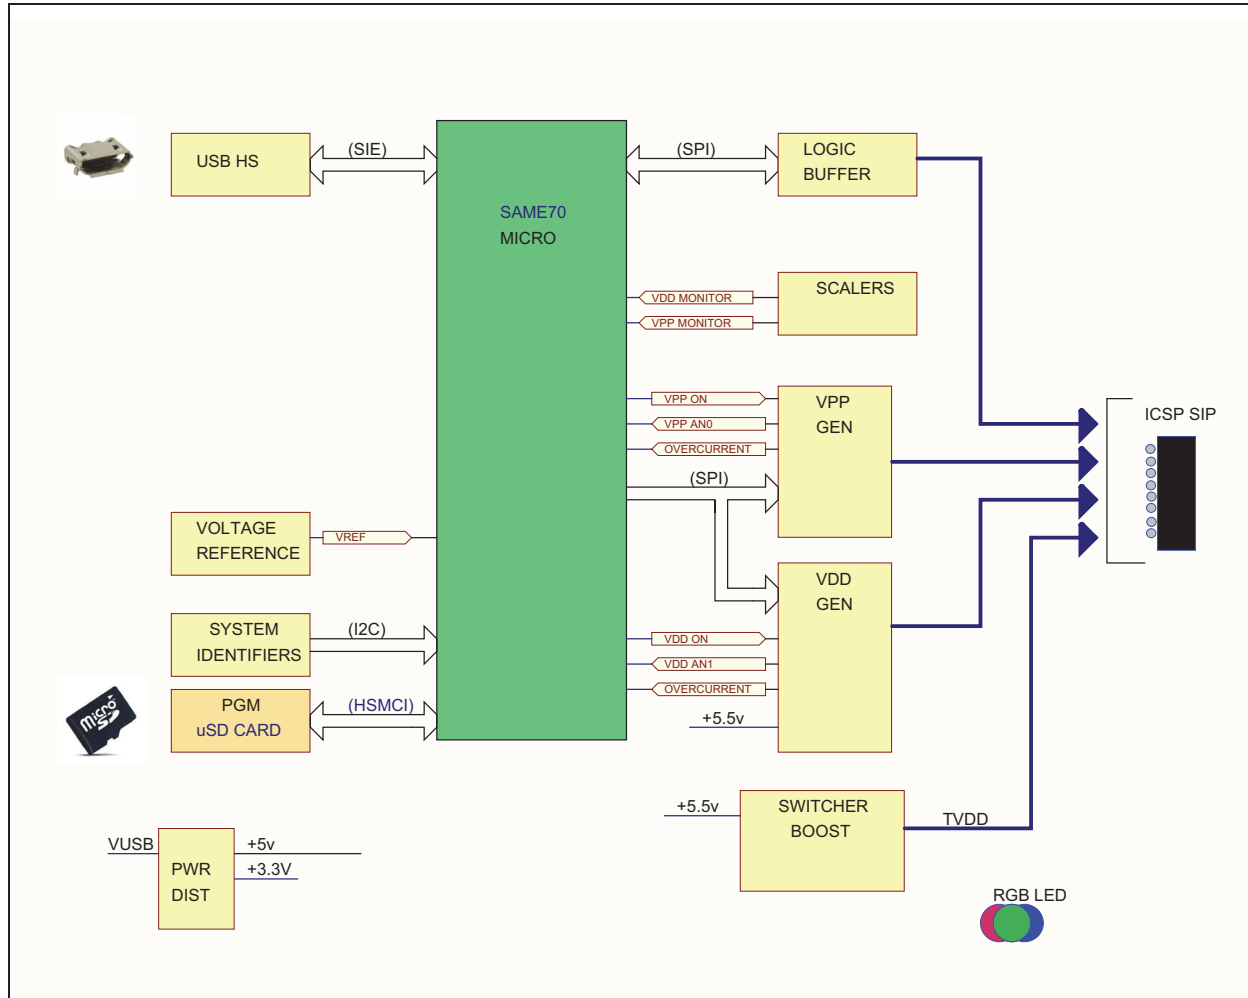 USB HS
(SIE)
SAME70
MICRO
(SPI)
LOGIC
BUFFER
VDD MONITOR
VPP MONITOR
SCALERS
VPP ON
VPP AN0
OVERCURRENT
(SPI)
VPP
GEN
ICSP SIP
VOLTAGE
REFERENCE
VREF
VDD
GEN
SYSTEM
IDENTIFIERS
(I2C)
VDD ON
VDD AN1
OVERCURRENT
+5.5v
micro
SD
PGM
uSD CARD
(HSMCI)
+5.5v
SWITCHER
BOOST
TVDD
VUSB
PWR
DIST
+5v
+3.3V
RGB LED